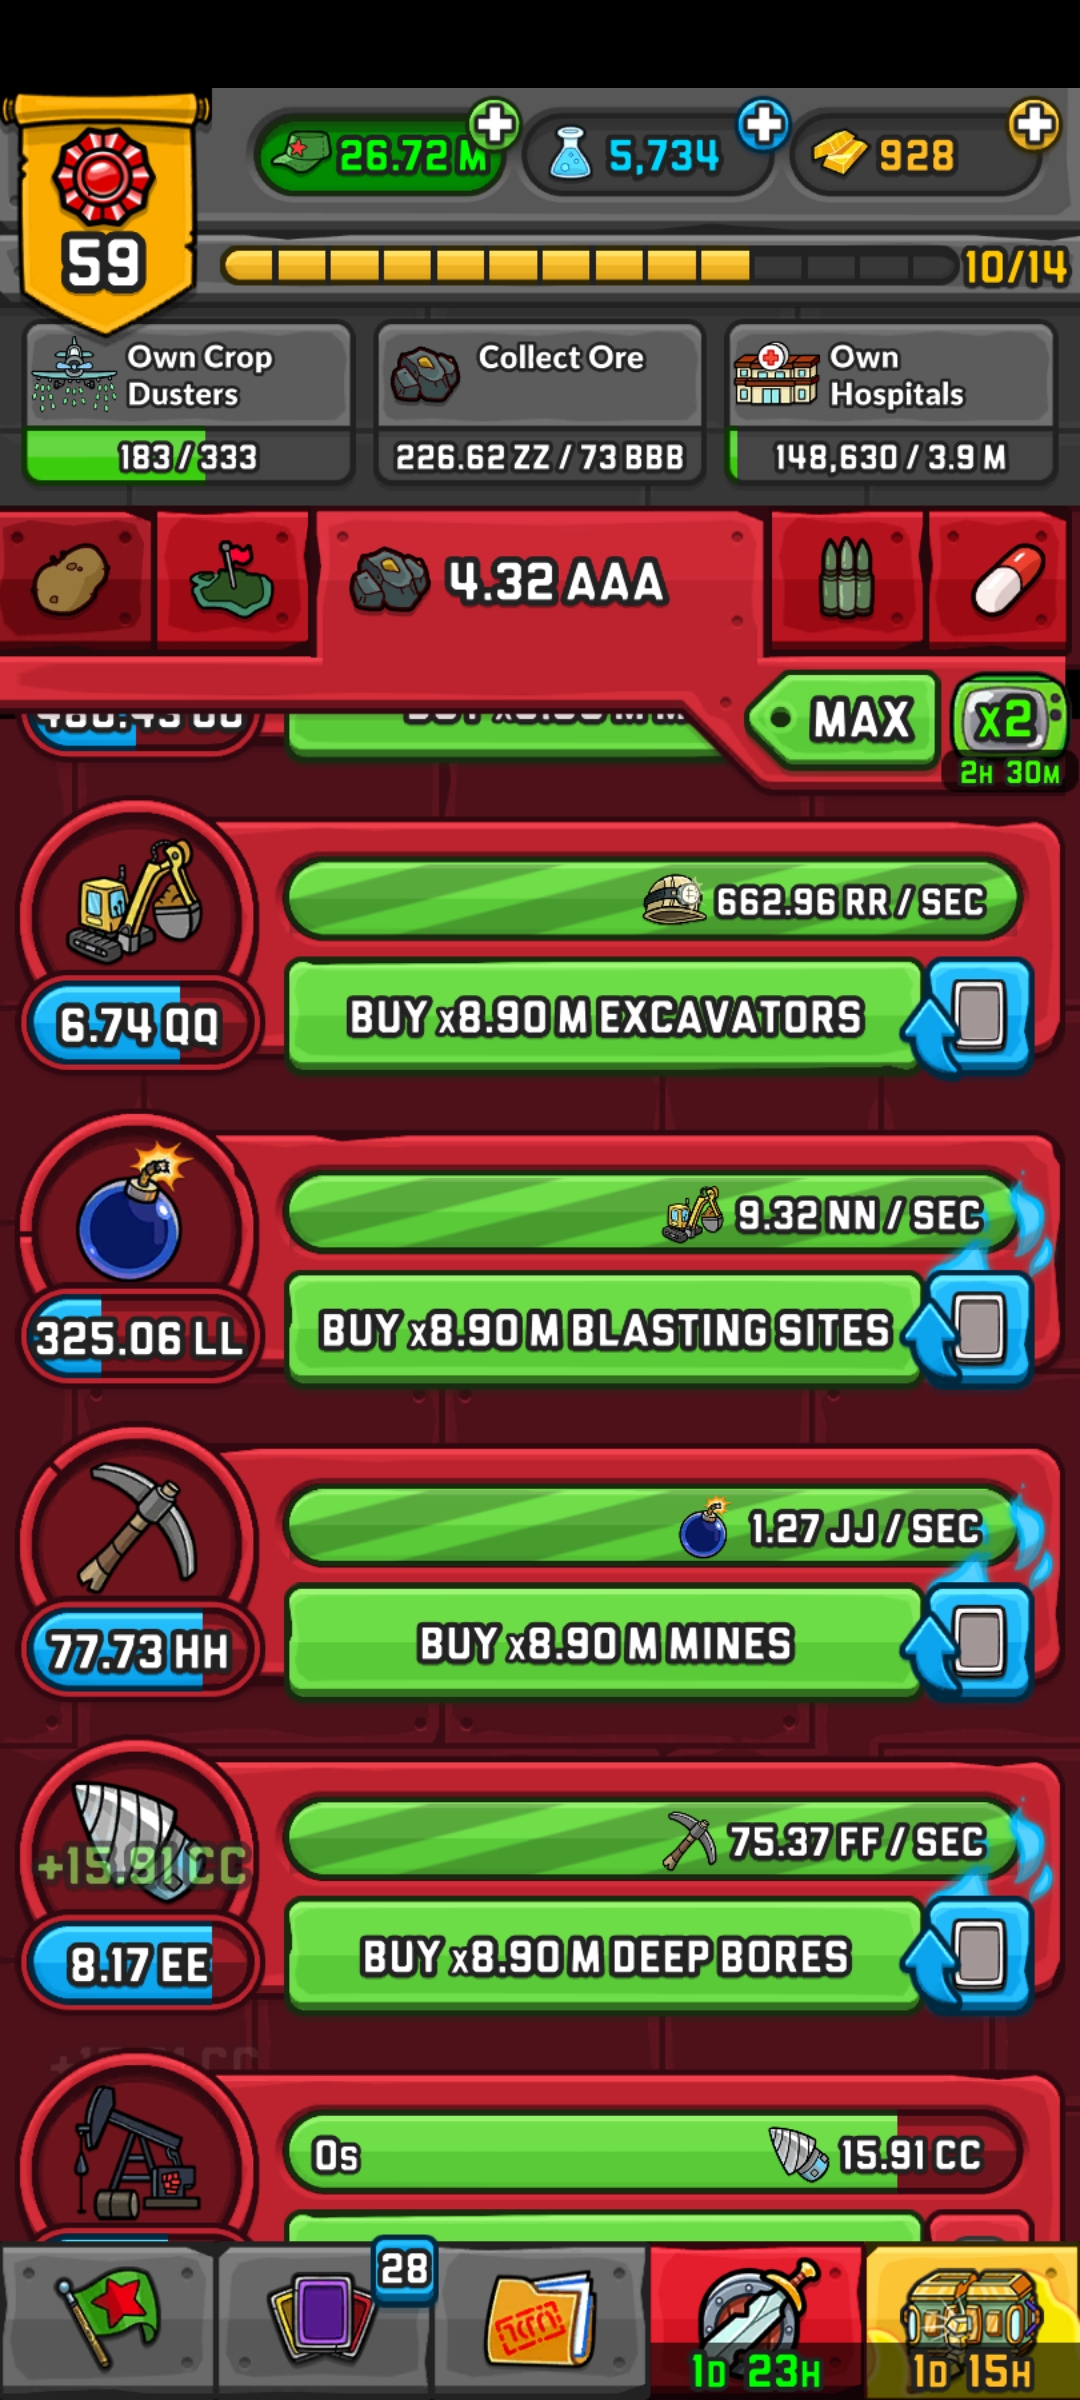 26.72 M
5,734
928
59
10/14
Own Crop
Dusters
183/333
Collect Ore
226.62 ZZ / 73 BBB
Own
Hospitals
148,630 / 3.9 M
4.32 AAA
MAX
x2
2H 30M
662.96 RR / SEC
6.74 QQ
BUY x8.90 M EXCAVATORS
9.32 NN / SEC
325.06 LL
BUY x8.90 M BLASTING SITES
1.27 JJ / SEC
77.73 HH
BUY x8.90 M MINES
+15.91 CC
75.37 FF / SEC
8.17 EE
BUY x8.90 M DEEP BORES
0s
15.91 CC
28
1D 23H
1D 15H